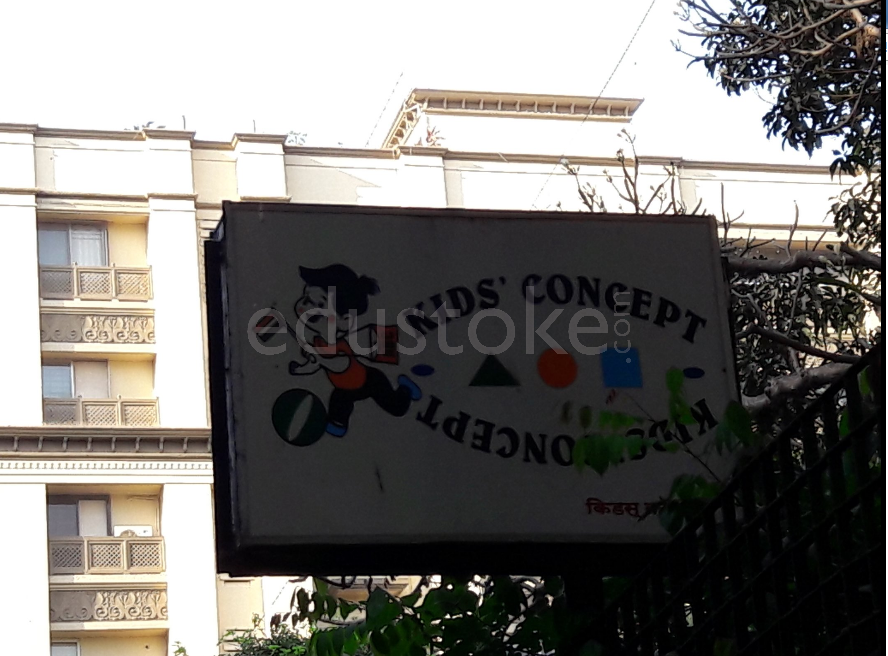 KIDS' CONCEPT
KIDS' CONCEPT
किडस्
edustoke.com